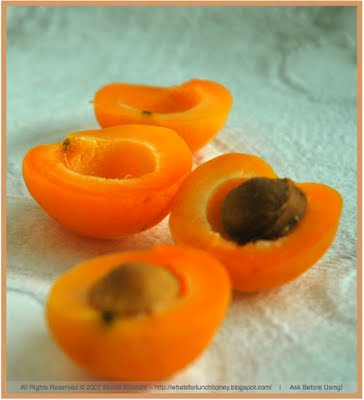 All Rights Reserved © 2007 Meeta Albrecht - http://whatsforlunchhoney.blogspot.com/ | Ask Before Using!